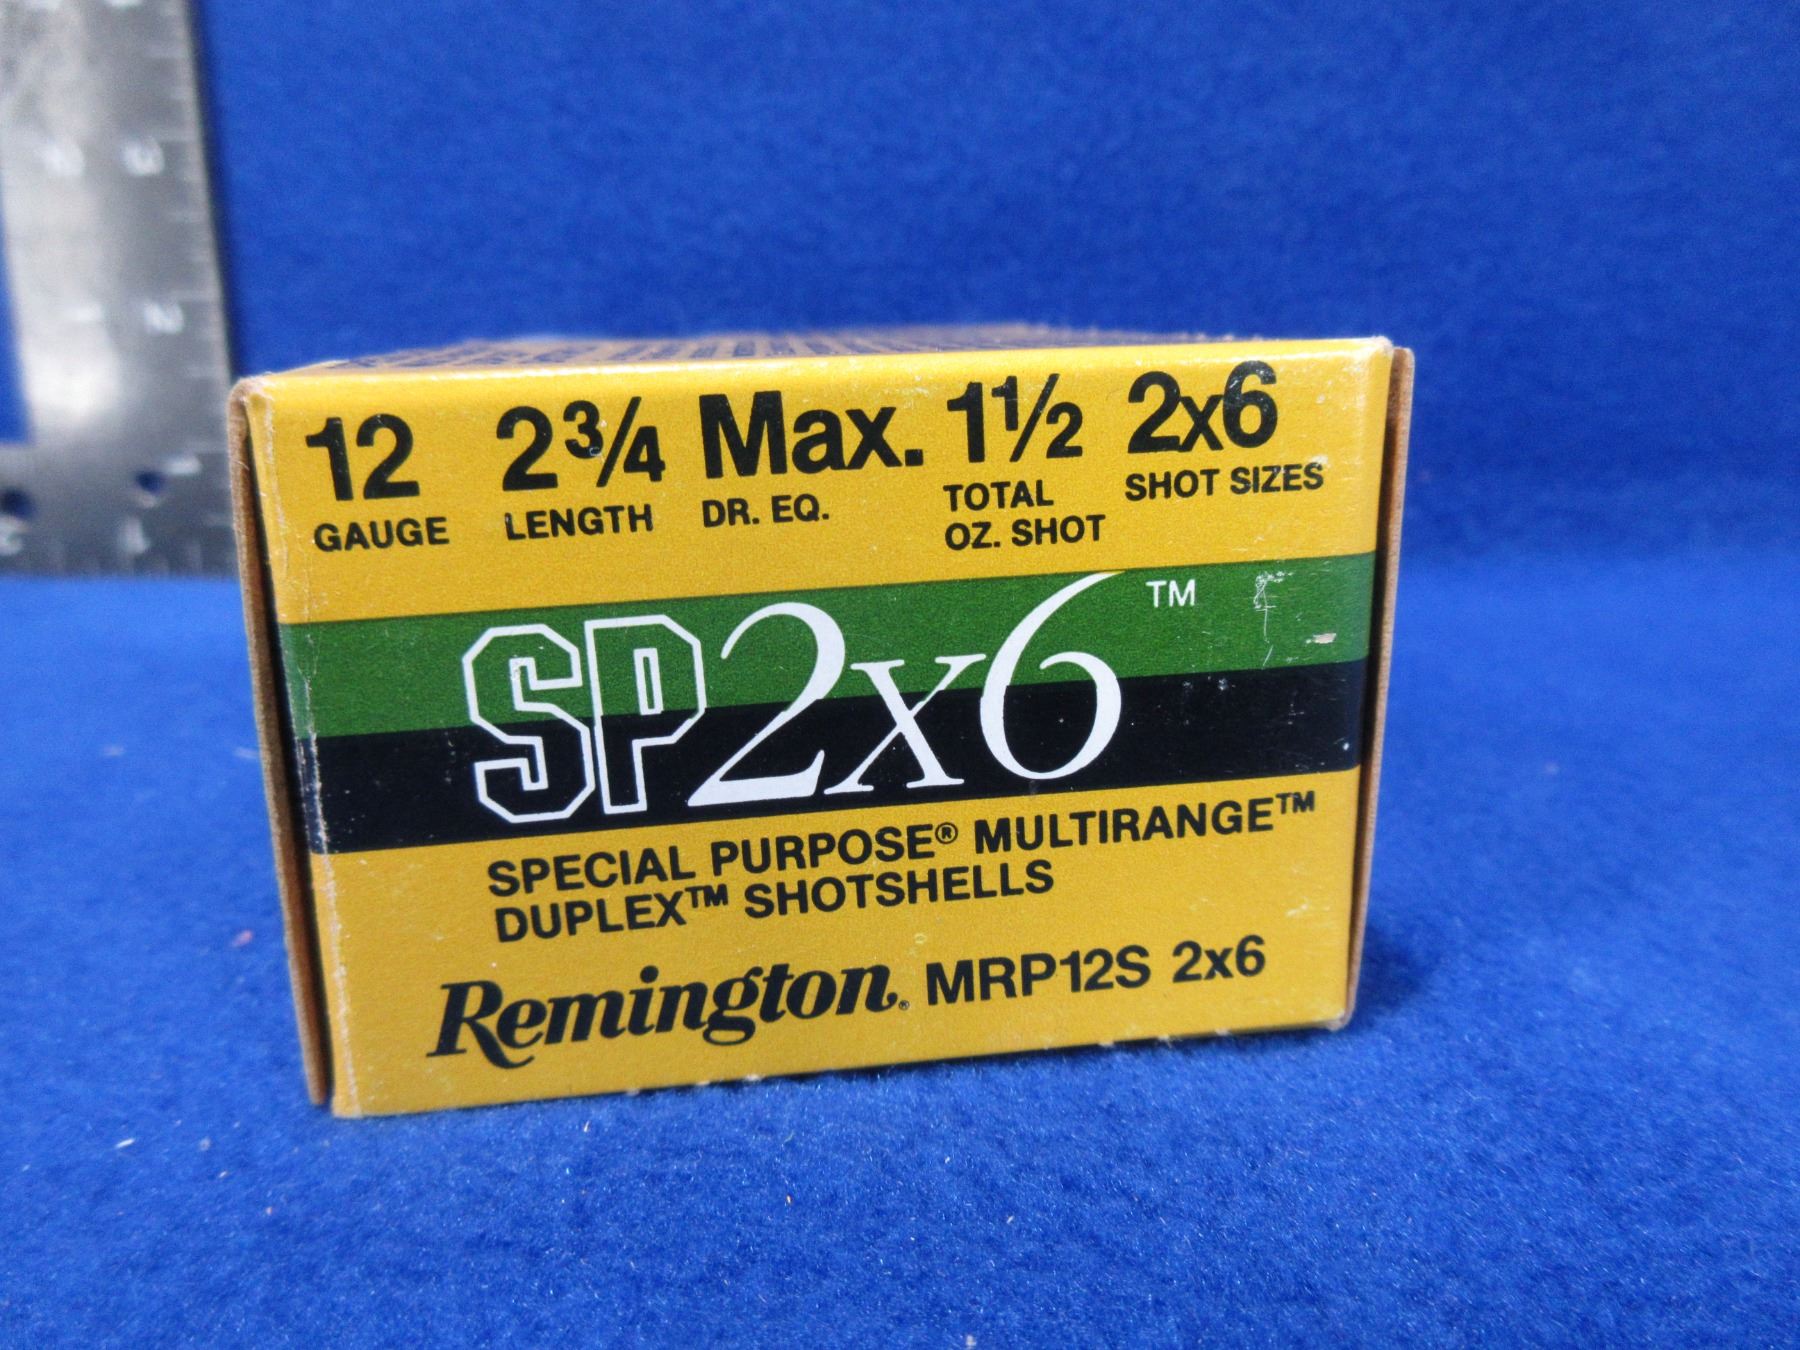 12 2¾ Max. 1½ 2x6
GAUGE LENGTH DR. EQ. TOTAL OZ. SHOT SHOT SIZES
SP2x6™
SPECIAL PURPOSE® MULTIRANGE™
DUPLEX™ SHOTSHELLS
Remington® MRP12S 2x6